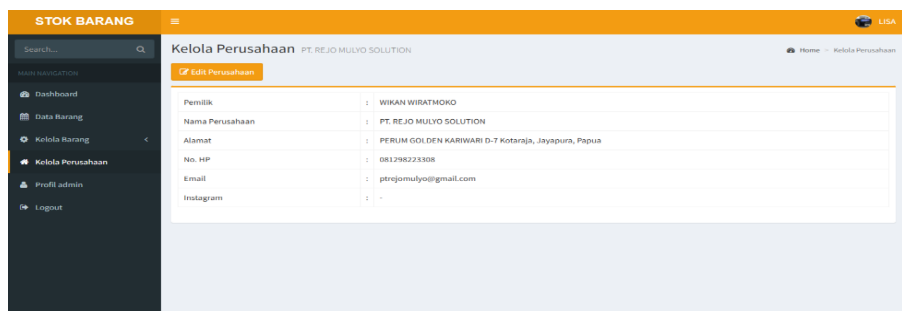 STOK BARANG
LISA
Search...
MAIN NAVIGATION
Dashboard
Data Barang
Kelola Barang
Kelola Perusahaan
Profil admin
Logout
Kelola Perusahaan PT. REJO MULYO SOLUTION
Home > Kelola Perusahaan
Edit Perusahaan
Pemilik : WIKAN WIRATMOKO
Nama Perusahaan : PT. REJO MULYO SOLUTION
Alamat : PERUM GOLDEN KARIWARI D-7 Kotaraja, Jayapura, Papua
No. HP : 081298223308
Email : ptrejomulyo@gmail.com
Instagram : -